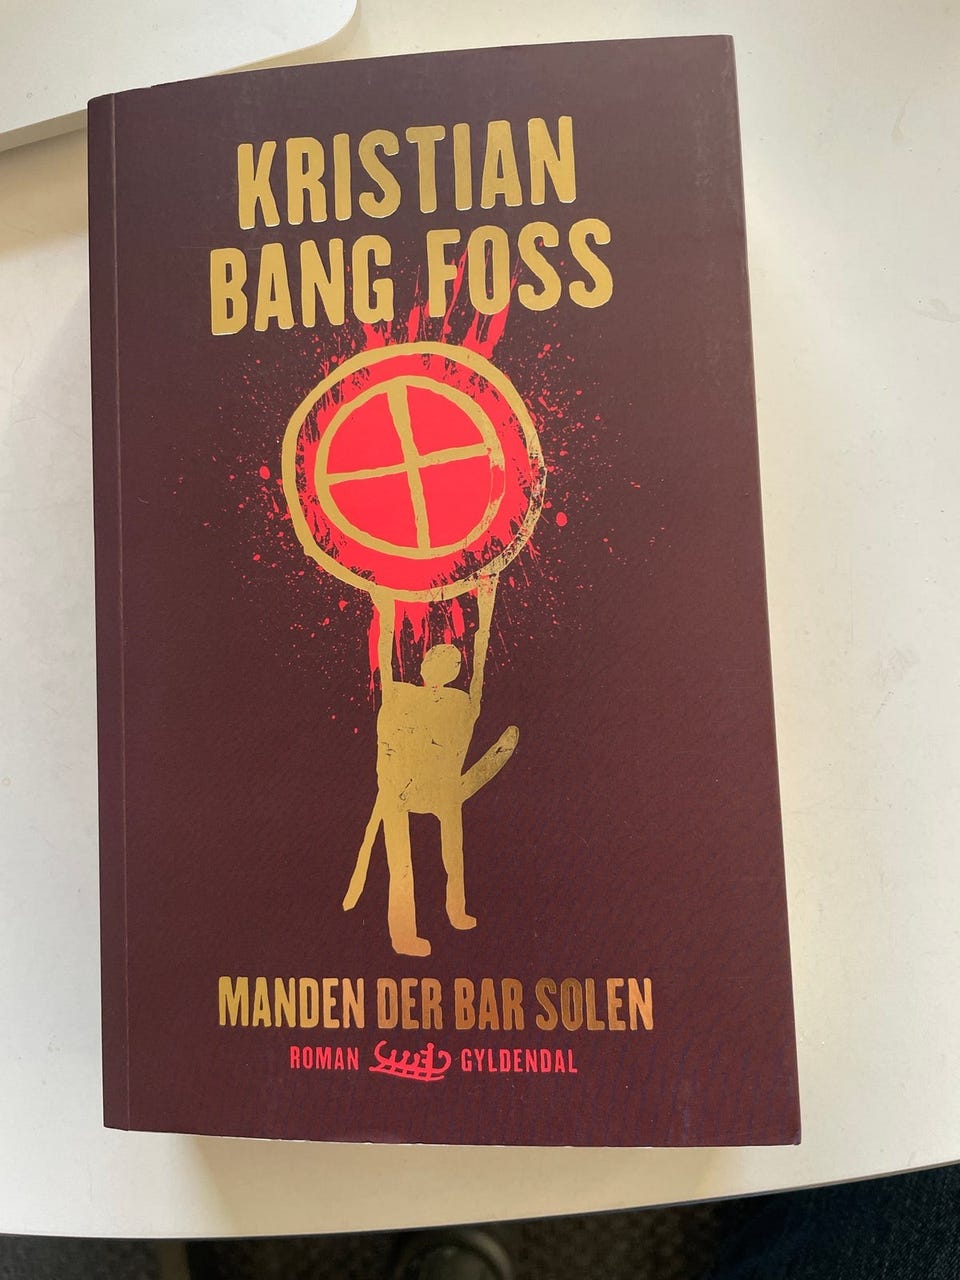 KRISTIAN
BANG FOSS
MANDEN DER BAR SOLEN
ROMAN GYLDENDAL